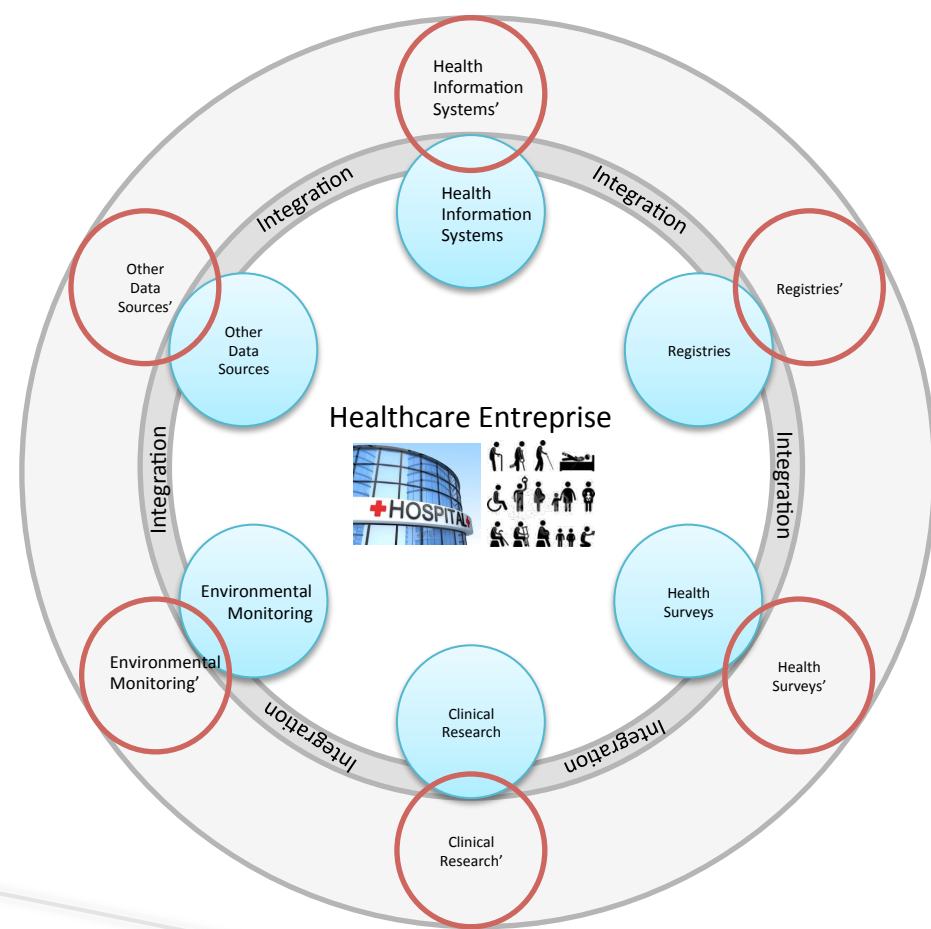 Health
Information
Systems’
Integration
Integration
Health
Information
Systems
Other
Data
Sources’
Registries’
Other
Data
Sources
Registries
Healthcare Entreprise
HOSPITAL
Integration
Integration
Environmental
Monitoring
Health
Surveys
Environmental
Monitoring’
Health
Surveys’
Clinical
Research
Integration
Integration
Clinical
Research’